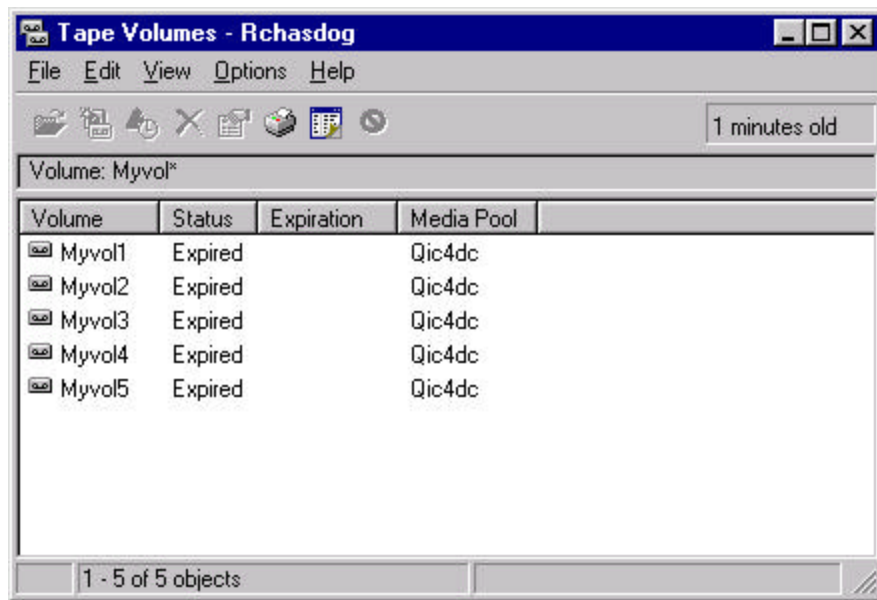 Tape Volumes - Rchasdog
File Edit View Options Help
1 minutes old
Volume: Myvol*
Volume Status Expiration Media Pool
Myvol1 Expired Qic4dc
Myvol2 Expired Qic4dc
Myvol3 Expired Qic4dc
Myvol4 Expired Qic4dc
Myvol5 Expired Qic4dc
1 - 5 of 5 objects